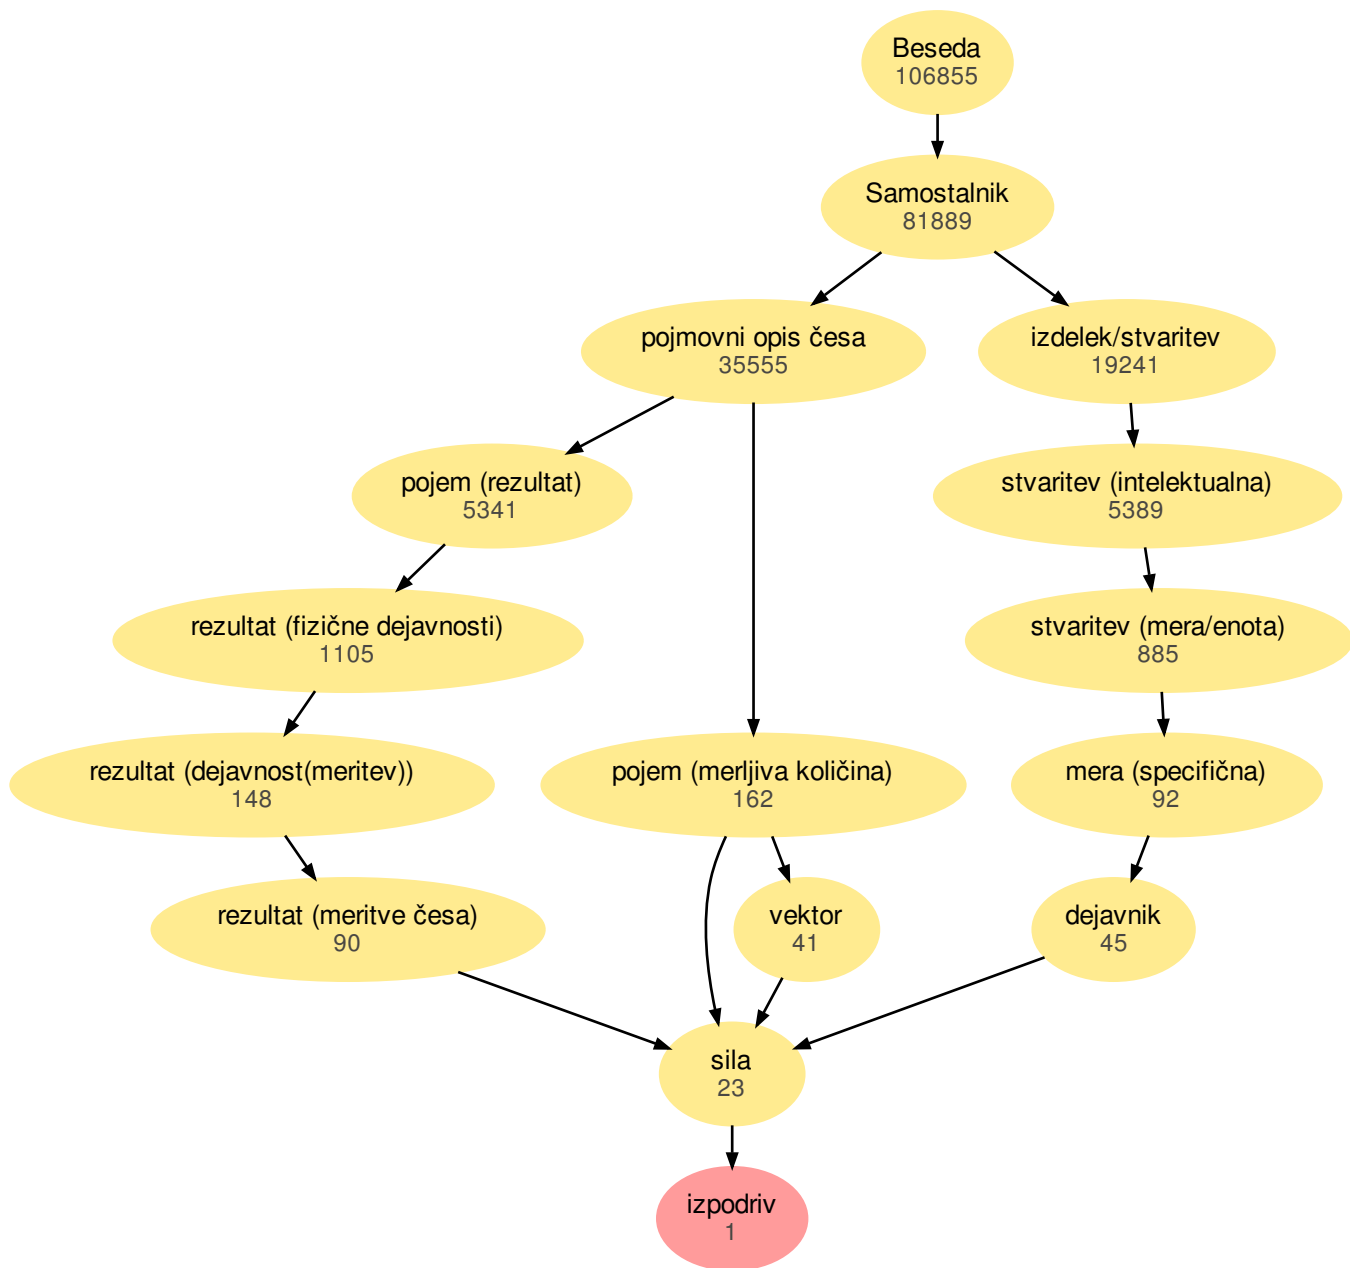 Beseda
106855
Samostalnik
81889
pojmovni opis česa
35555
izdelek/stvaritev
19241
pojem (rezultat)
5341
stvaritev (intelektualna)
5389
rezultat (fizične dejavnosti)
1105
stvaritev (mera/enota)
885
rezultat (dejavnost(meritev))
148
pojem (merljiva količina)
162
mera (specifična)
92
rezultat (meritve česa)
90
vektor
41
dejavnik
45
sila
23
izpodriv
1